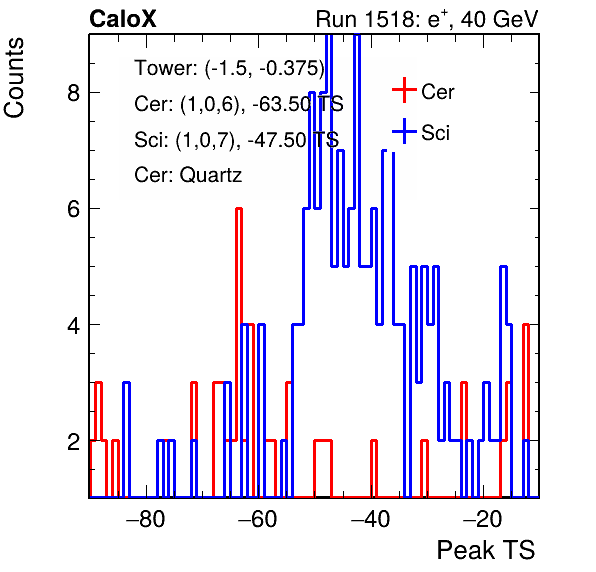 CaloX Run 1518: e⁺, 40 GeV
Counts
Tower: (-1.5, -0.375)
Cer: (1,0,6), -63.50 TS
Sci: (1,0,7), -47.50 TS
Cer: Quartz
Cer
Sci
8
6
4
2
−80 −60 −40 −20
Peak TS